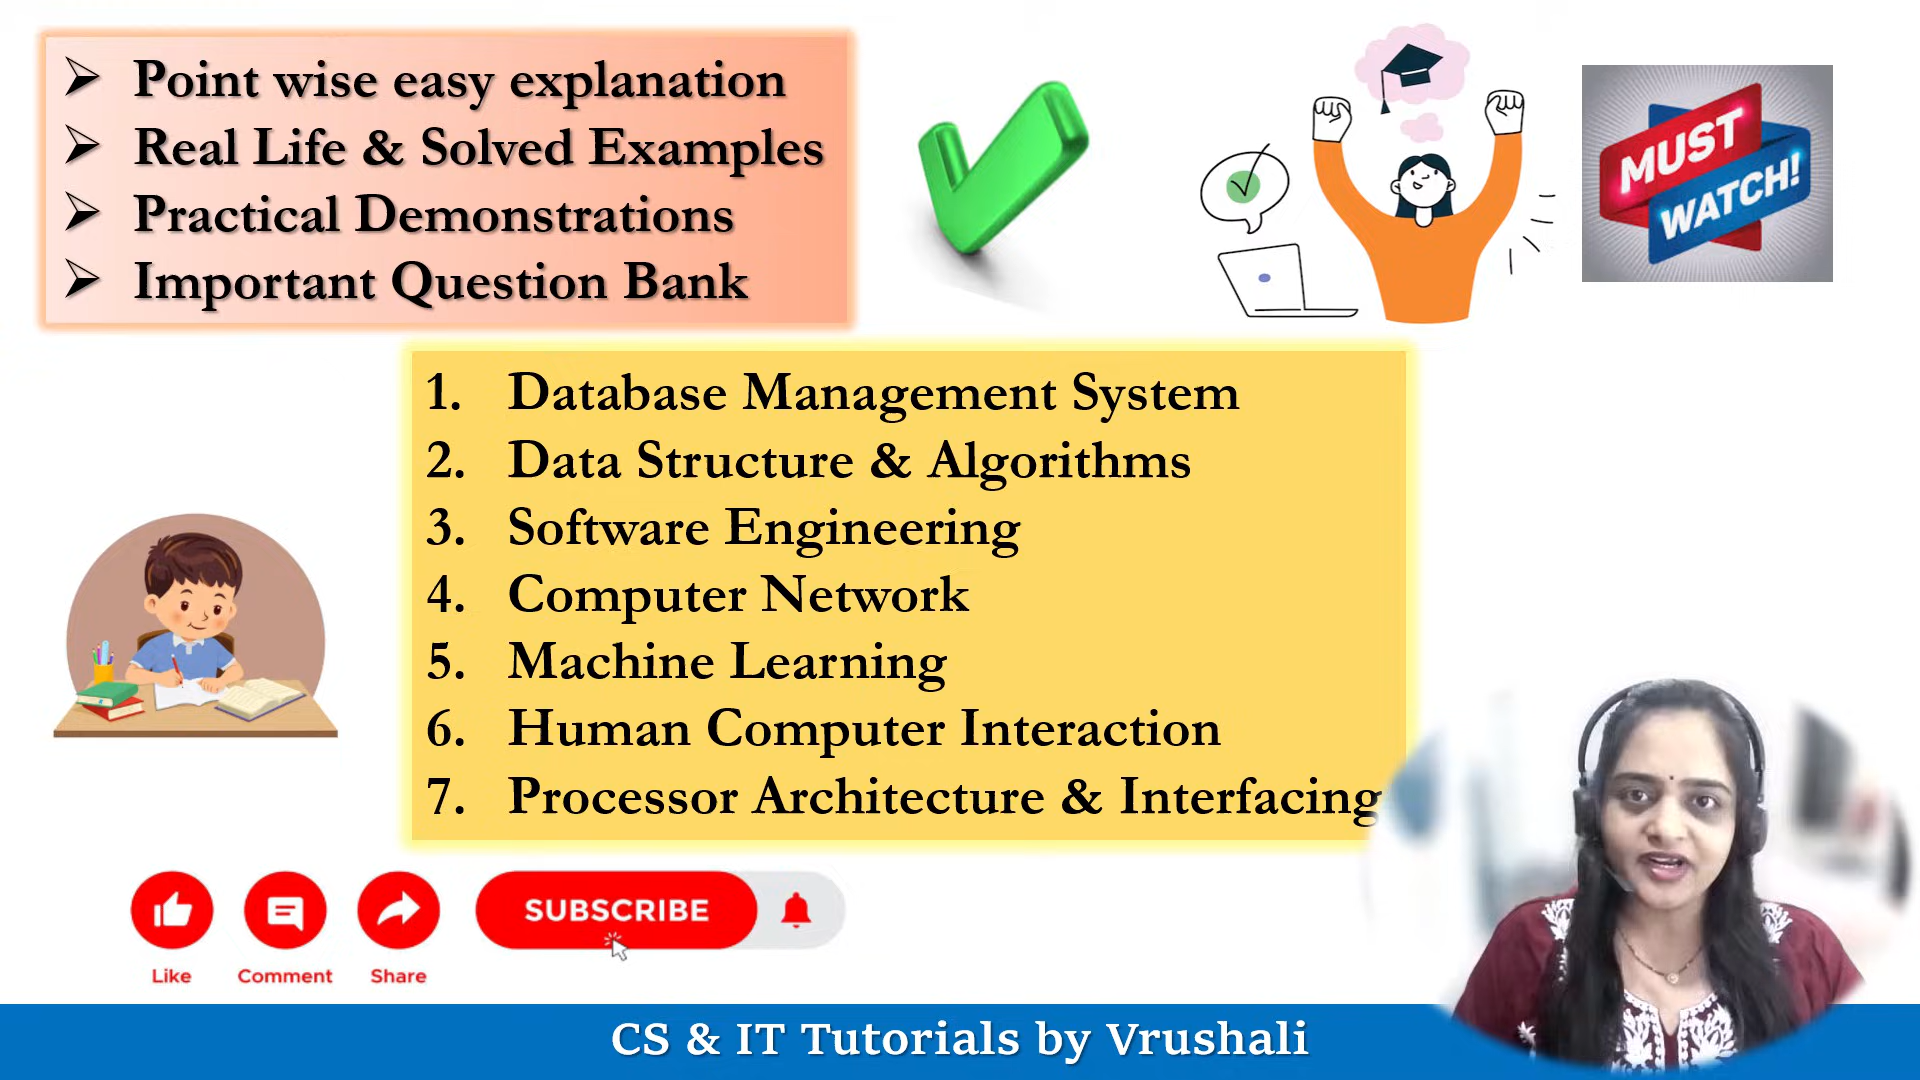 ➢ Point wise easy explanation
➢ Real Life & Solved Examples
➢ Practical Demonstrations
➢ Important Question Bank
MUST
WATCH!
1. Database Management System
2. Data Structure & Algorithms
3. Software Engineering
4. Computer Network
5. Machine Learning
6. Human Computer Interaction
7. Processor Architecture & Interfacing
SUBSCRIBE
Like
Comment
Share
CS & IT Tutorials by Vrushali